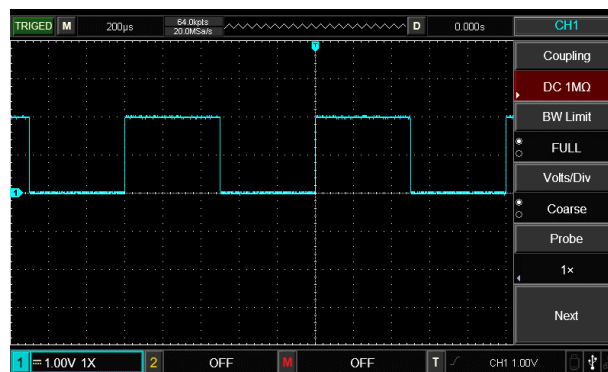 TRIGED M 200µs 64.0kpts D 0.000s CH1
20.0MSa/s
T
Coupling
DC 1MΩ
BW Limit
FULL
Volts/Div
1
Coarse
Probe
1×
Next
1 1.00V 1X 2 OFF M OFF T CH1 1.00V